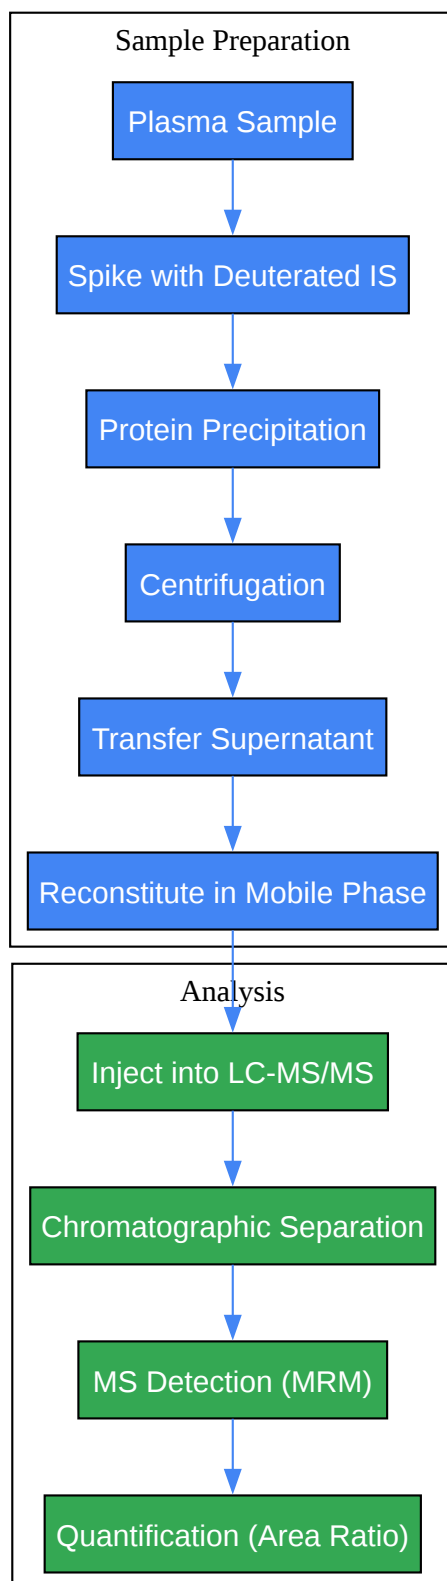 Sample Preparation
Plasma Sample
Spike with Deuterated IS
Protein Precipitation
Centrifugation
Transfer Supernatant
Reconstitute in Mobile Phase
Analysis
Inject into LC-MS/MS
Chromatographic Separation
MS Detection (MRM)
Quantification (Area Ratio)